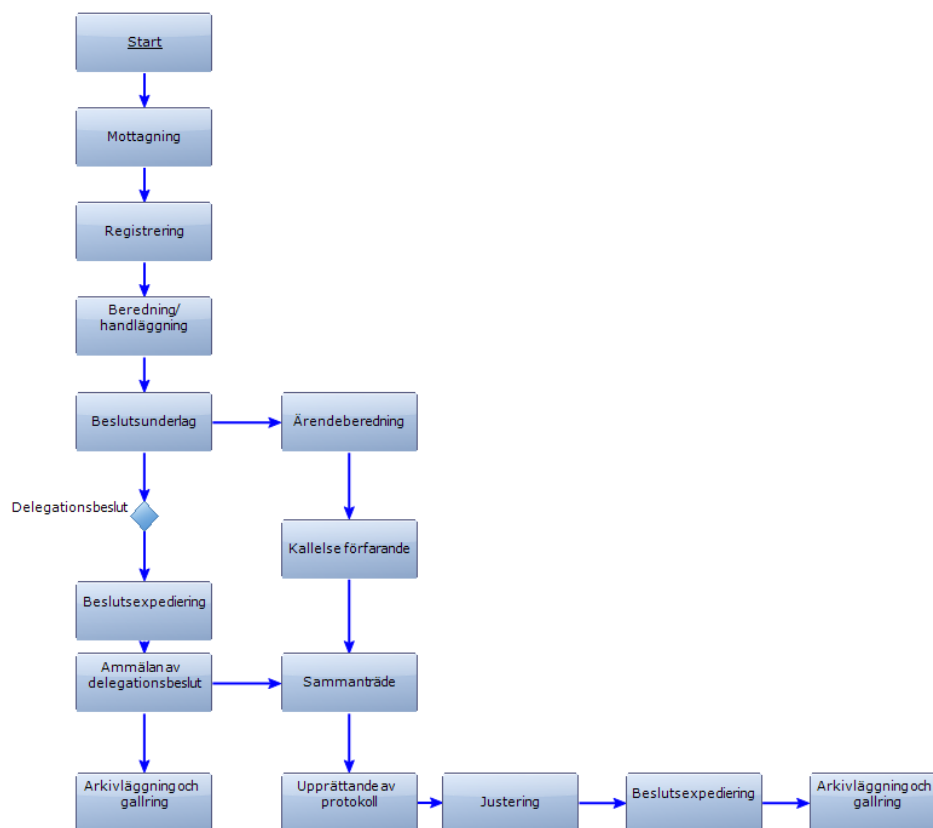 Start
Mottagning
Registrering
Beredning/
handläggning
Beslutsunderlag
Ärendeberedning
Delegationsbeslut
Kallelse förfarande
Beslutsexpediering
Ammälan av
delegationsbeslut
Sammanträde
Arkivläggning och
gallring
Upprättande av
protokoll
Justering
Beslutsexpediering
Arkivläggning och
gallring